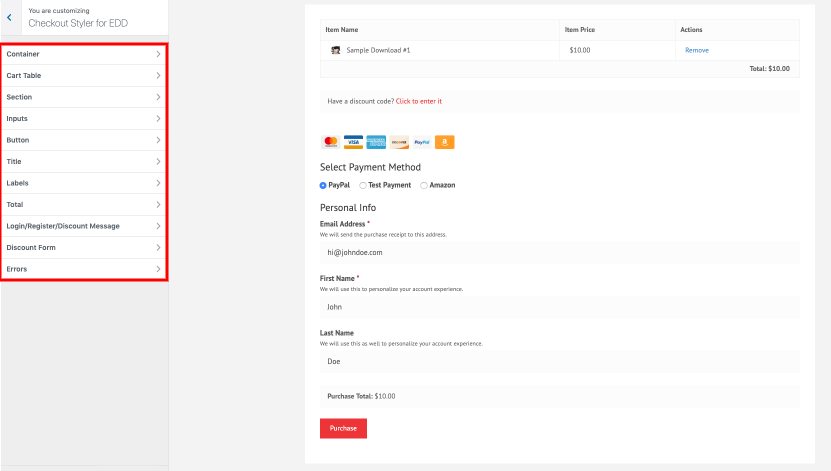 You are customizing
Checkout Styler for EDD
Container
Cart Table
Section
Inputs
Button
Title
Labels
Total
Login/Register/Discount Message
Discount Form
Errors
Item Name Item Price Actions
Sample Download #1 $10.00 Remove
Total: $10.00
Have a discount code? Click to enter it
VISA DISCOVER PayPal a
Select Payment Method
PayPal Test Payment Amazon
Personal Info
Email Address *
We will send the purchase receipt to this address.
hi@johndoe.com
First Name *
We will use this to personalize your account experience.
John
Last Name
We will use this as well to personalize your account experience.
Doe
Purchase Total: $10.00
Purchase